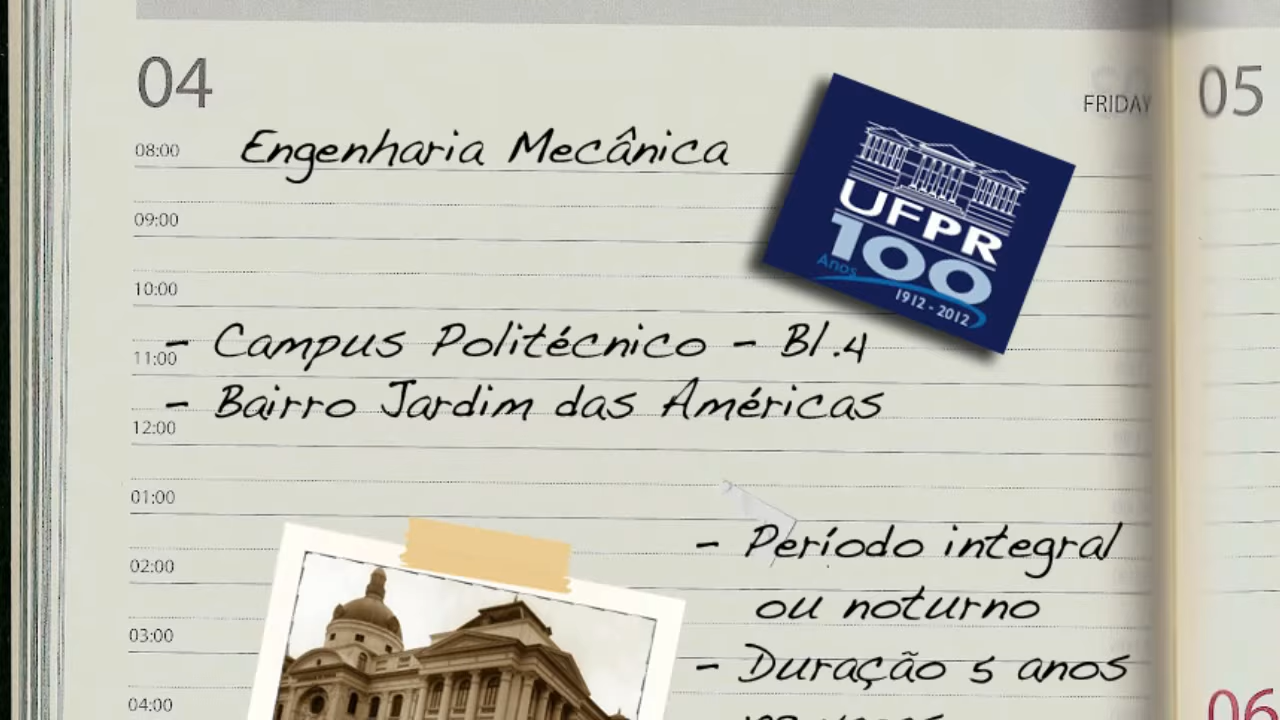 04
FRIDAY
05
08:00
Engenharia Mecânica
UFPR
100
Anos
1912 - 2012
09:00
10:00
- Campus Politécnico - Bl.4
11:00
- Bairro Jardim das Américas
12:00
01:00
- Período integral
02:00
ou noturno
03:00
- Duração 5 anos
04:00
06